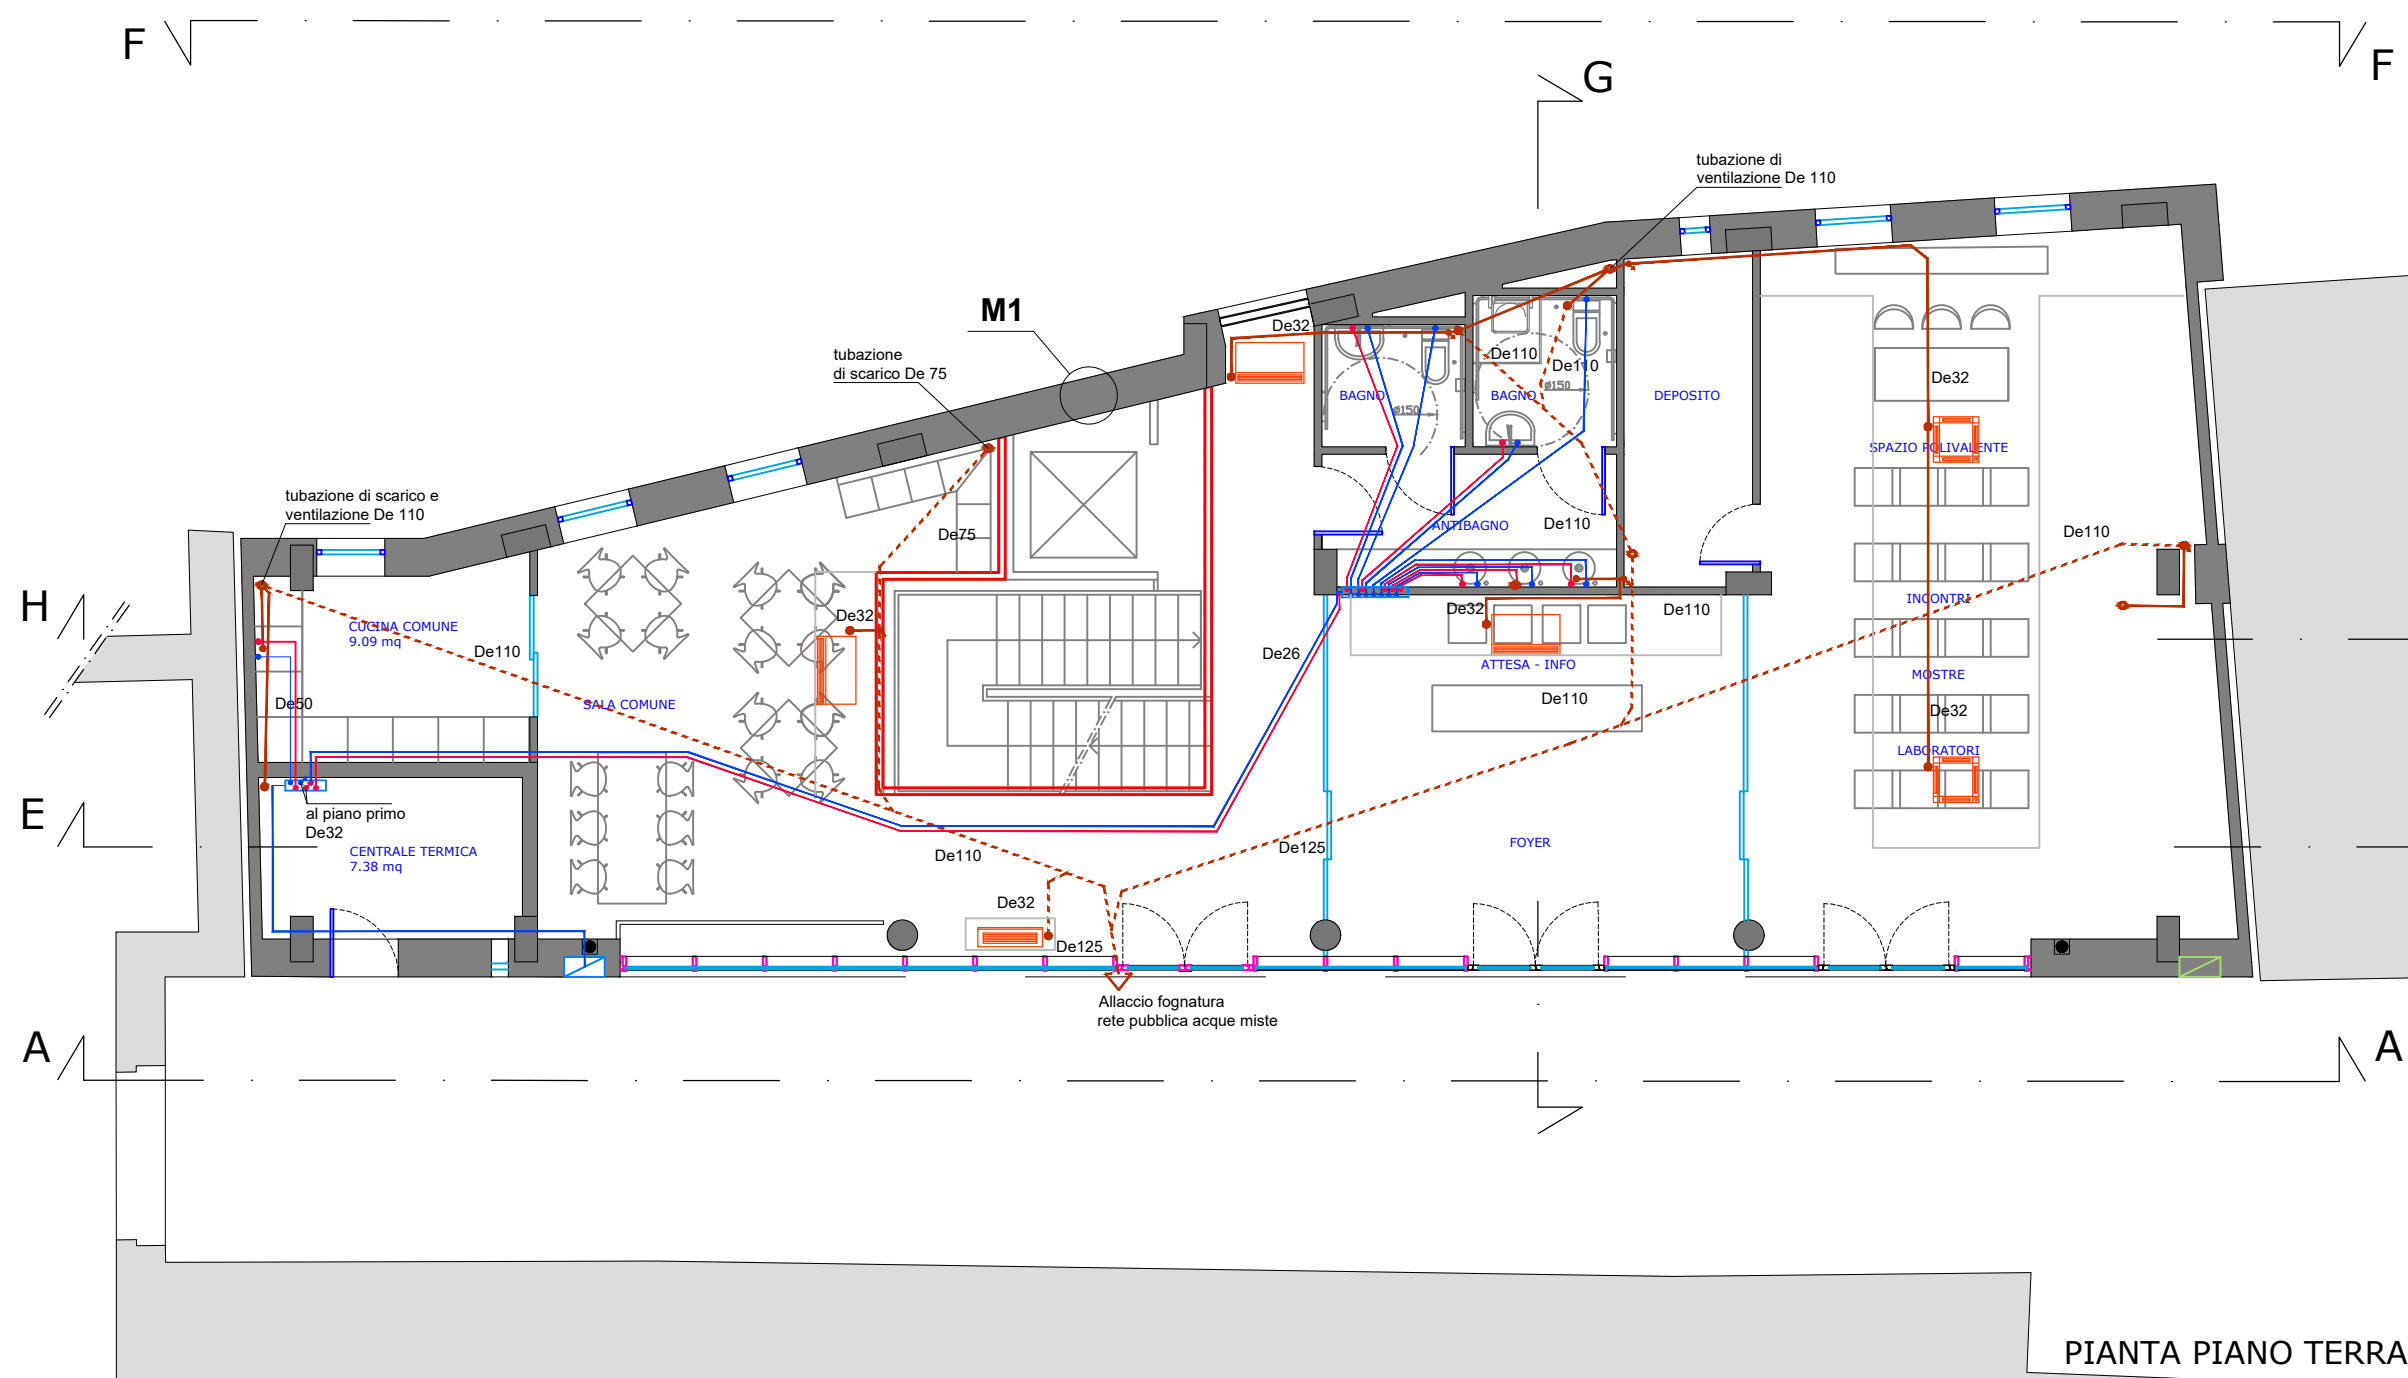 F
F
G
tubazione di
ventilazione De 110
M1
De32
tubazione
di scarico De 75
De110
De110
De32
BAGNO
BAGNO
DEPOSITO
ø150
ø150
SPAZIO POLIVALENTE
tubazione di scarico e
ventilazione De 110
ANTIBAGNO
De110
De110
De75
H
CUCINA COMUNE
9.09 mq
De110
De32
De32
De110
INCONTRI
De26
ATTESA - INFO
MOSTRE
De50
SALA COMUNE
De110
De32
LABORATORI
E
al piano primo
De32
CENTRALE TERMICA
7.38 mq
De110
De125
FOYER
De32
De125
Allaccio fognatura
rete pubblica acque miste
A
A
PIANTA PIANO TERRA